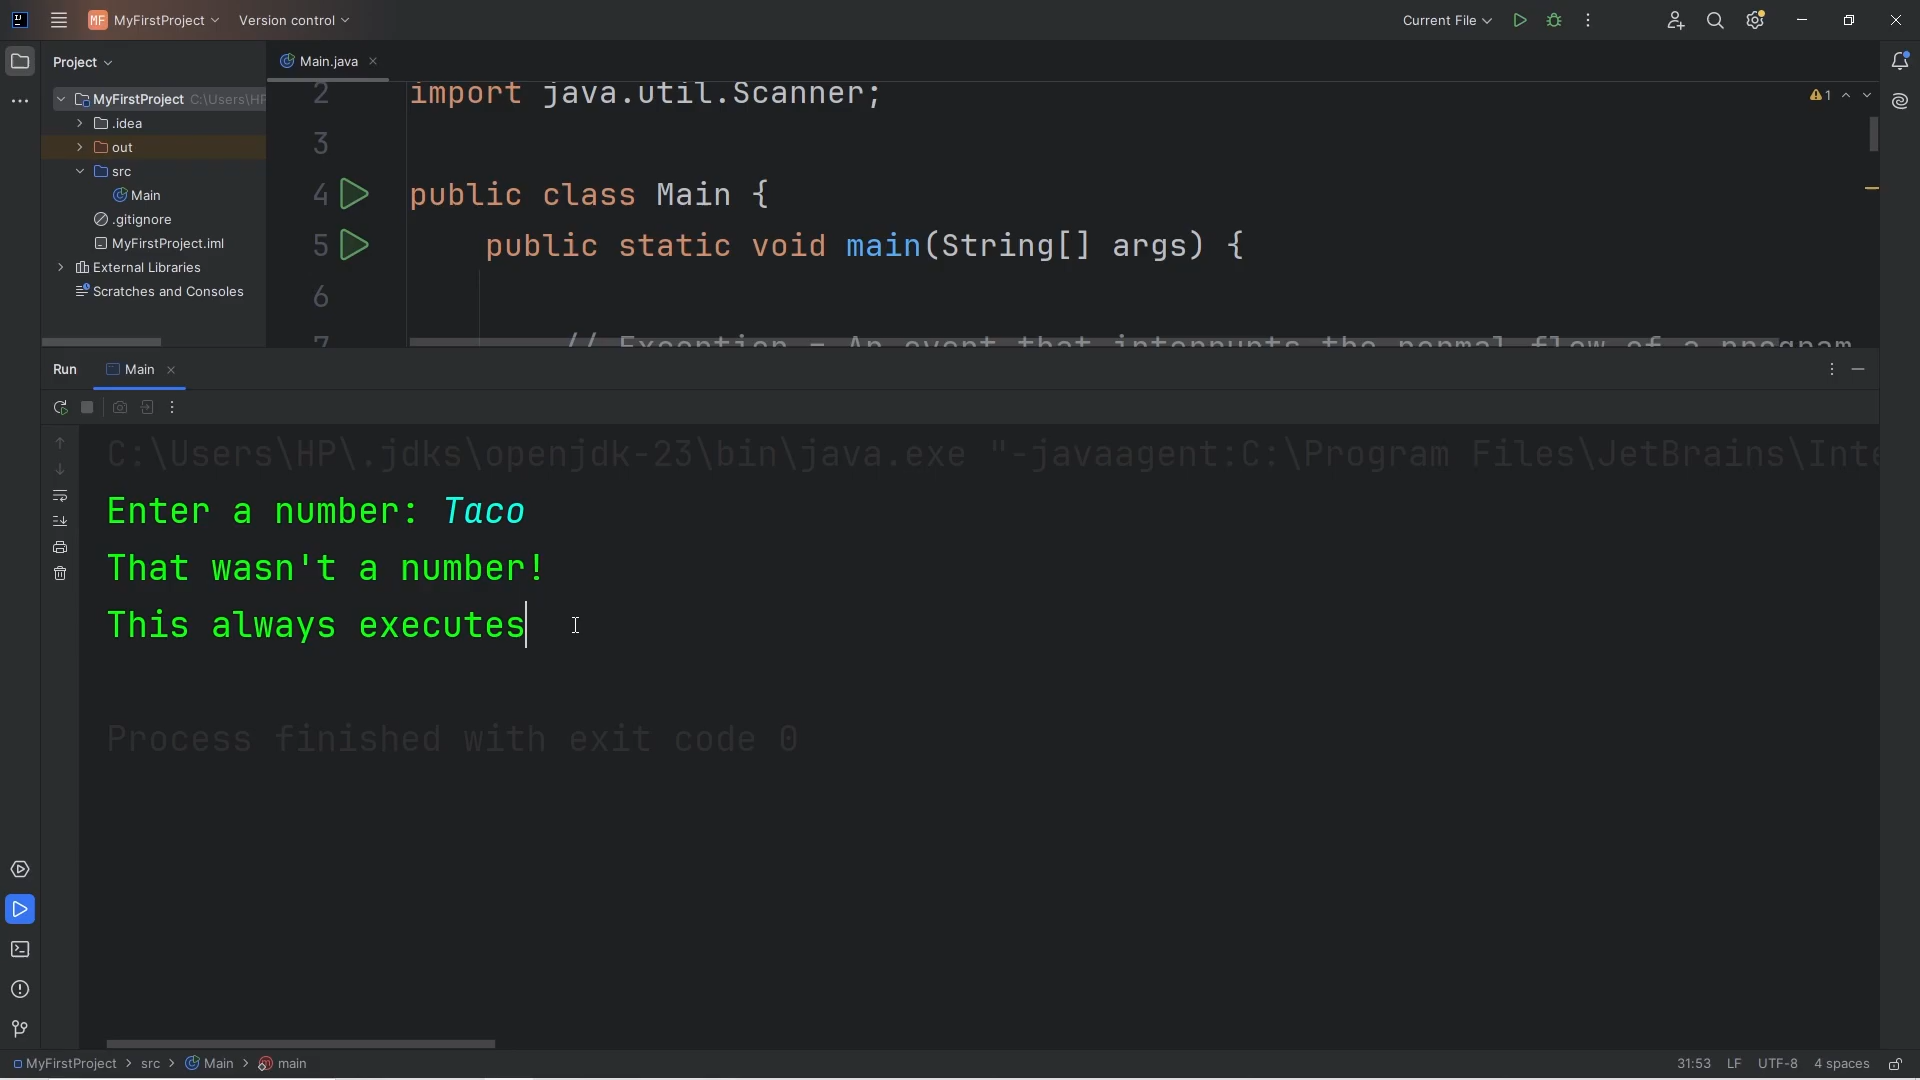 MF MyFirstProject Version control Current File
Project Main.java
MyFirstProject C:\Users\HP
.idea
out
src
Main
.gitignore
MyFirstProject.iml
External Libraries
Scratches and Consoles
2 import java.util.Scanner;
1
3
4 public class Main {
5 public static void main(String[] args) {
6
7 // Exception = An event that interrupts the normal flow of a program
Run Main
C:\Users\HP\.jdks\openjdk-23\bin\java.exe "-javaagent:C:\Program Files\JetBrains\Inte
Enter a number: Taco
That wasn't a number!
This always executes
Process finished with exit code 0
MyFirstProject > src > Main > main 31:53 LF UTF-8 4 spaces